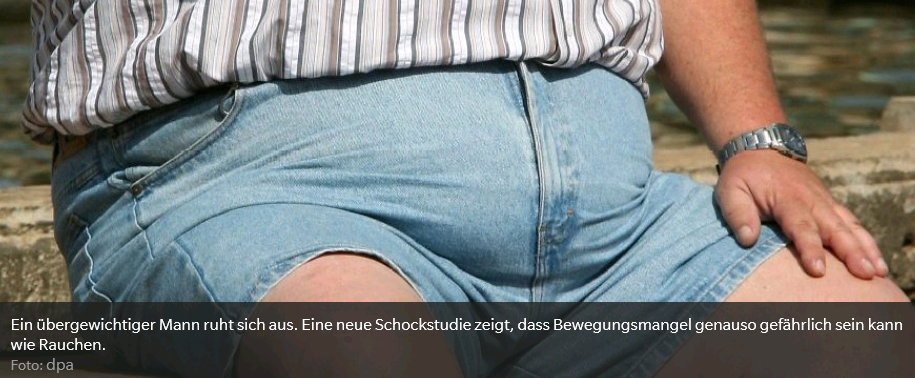 Ein übergewichtiger Mann ruht sich aus. Eine neue Schockstudie zeigt, dass Bewegungsmangel genauso gefährlich sein kann
wie Rauchen.
Foto: dpa